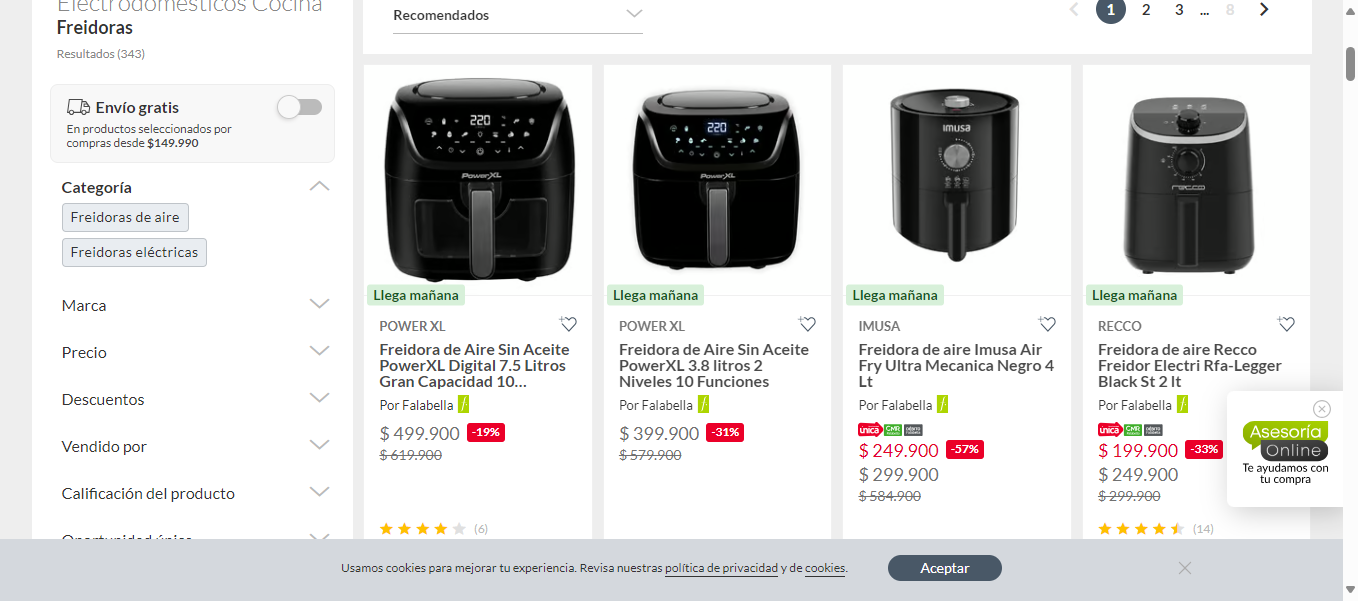 Electrodomésticos Cocina
Freidoras
Resultados (343)
Envío gratis
En productos seleccionados por
compras desde $149.990
Categoría
Freidoras de aire
Freidoras eléctricas
Marca
Precio
Descuentos
Vendido por
Calificación del producto
Oportunidad única
Recomendados
1 2 3 ... 8
220
PowerXL
Llega mañana
POWER XL
Freidora de Aire Sin Aceite
PowerXL Digital 7.5 Litros
Gran Capacidad 10...
Por Falabella
$ 499.900 -19%
$ 619.900
(6)
220
PowerXL
Llega mañana
POWER XL
Freidora de Aire Sin Aceite
PowerXL 3.8 litros 2
Niveles 10 Funciones
Por Falabella
$ 399.900 -31%
$ 579.900
IMUSA
Llega mañana
IMUSA
Freidora de aire Imusa Air
Fry Ultra Mecanica Negro 4
Lt
Por Falabella
única CMR
$ 249.900 -57%
$ 299.900
$ 584.900
recco
Llega mañana
RECCO
Freidora de aire Recco
Freidor Electri Rfa-Legger
Black St 2 lt
Por Falabella
única CMR
$ 199.900 -33%
$ 249.900
$ 299.900
(14)
Asesoría
Online
Te ayudamos con
tu compra
Usamos cookies para mejorar tu experiencia. Revisa nuestras política de privacidad y de cookies.
Aceptar